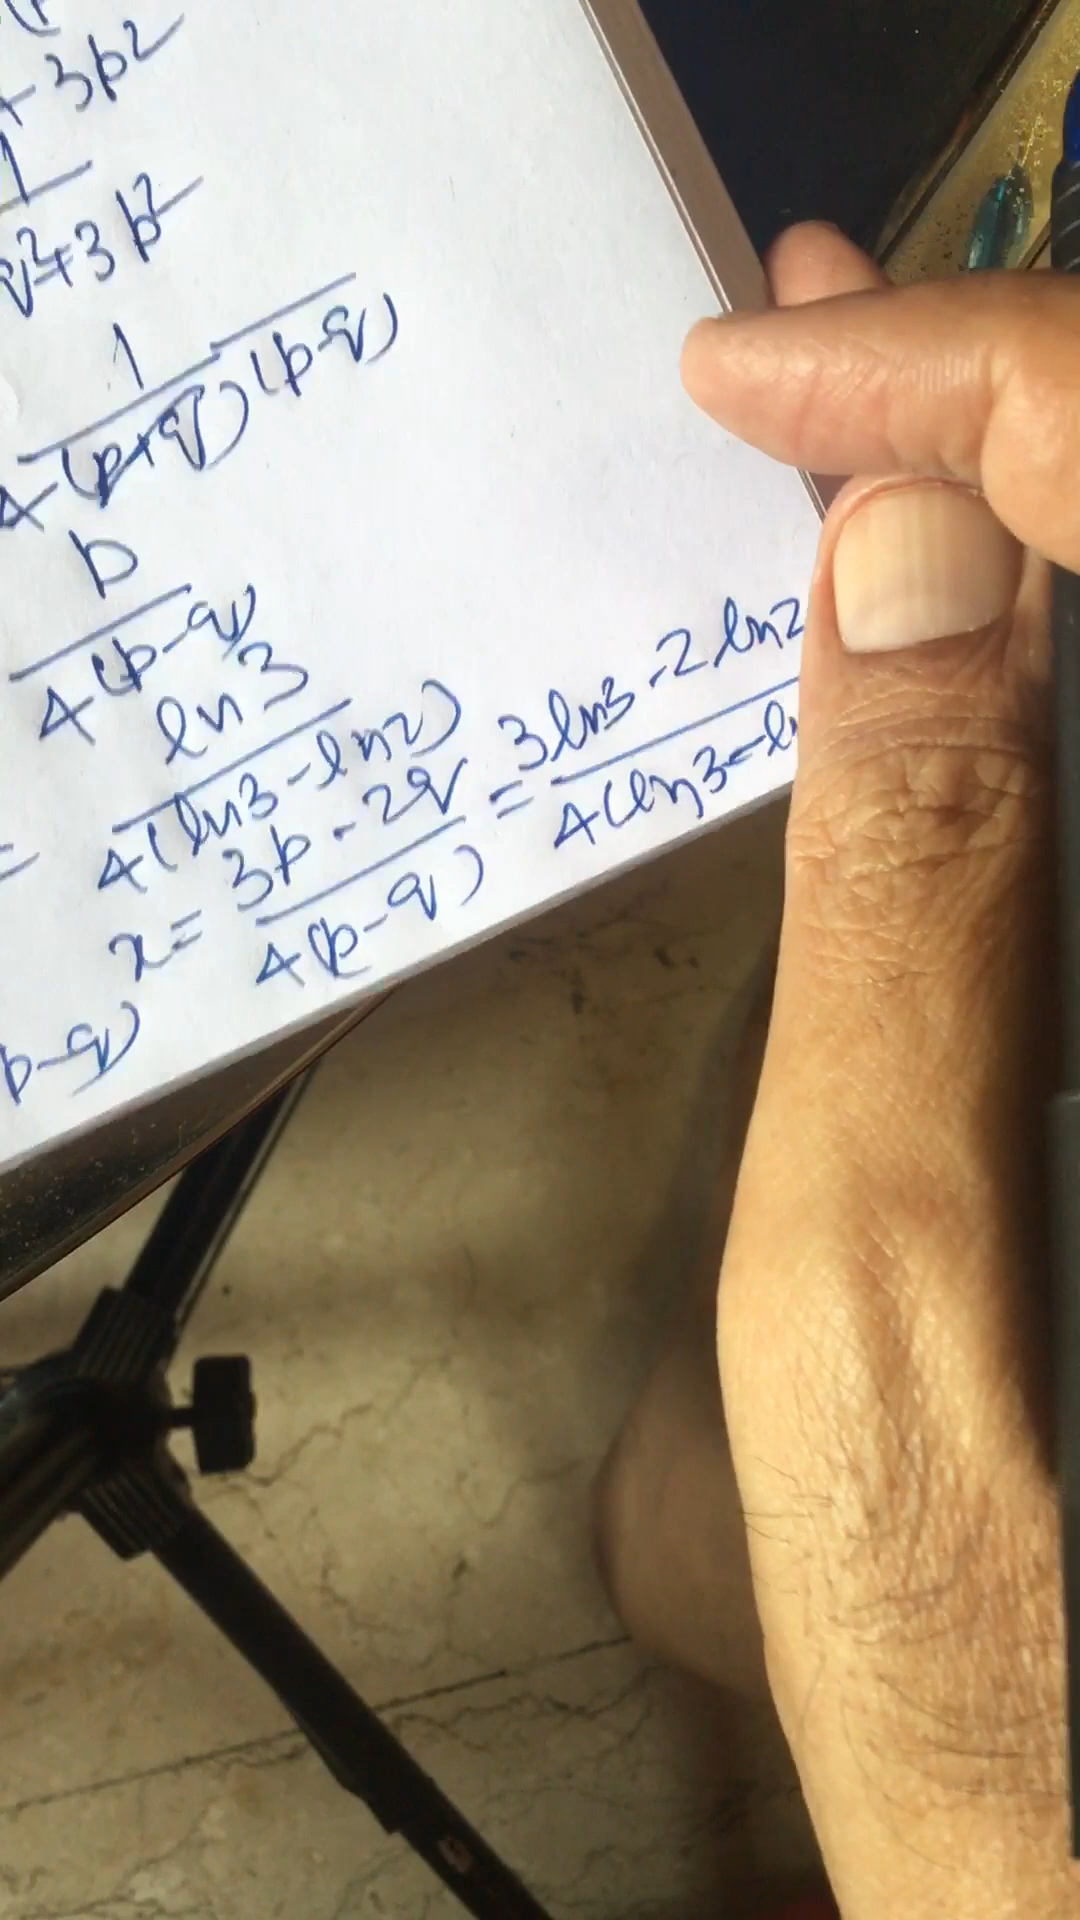 +3p²
1
q²+3p²
1
4(p+q)(p-q)
p
4(p-q)
ln3
4(ln3-ln2)
=
x = 3p-2q / 4(p-q) = 3ln3-2ln2 / 4(ln3-l
p-q)